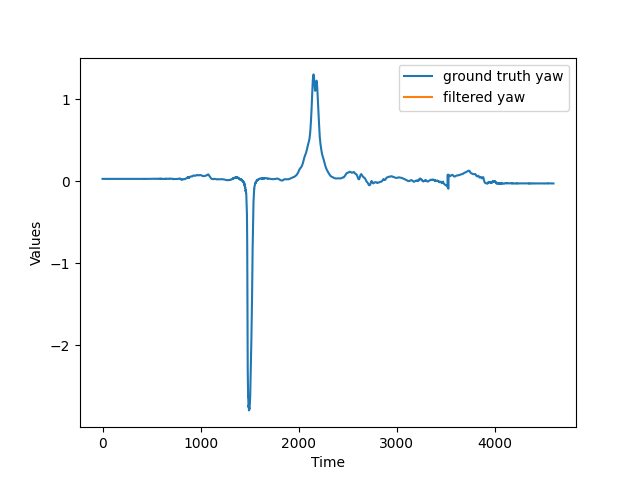 ground truth yaw
filtered yaw
1
0
−1
−2
Values
0 1000 2000 3000 4000
Time